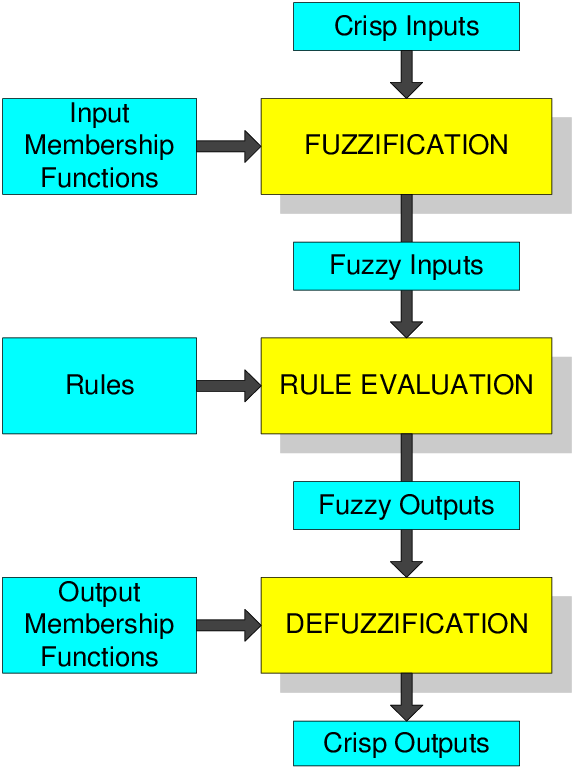 Crisp Inputs
Input
Membership
Functions
FUZZIFICATION
Fuzzy Inputs
Rules
RULE EVALUATION
Fuzzy Outputs
Output
Membership
Functions
DEFUZZIFICATION
Crisp Outputs